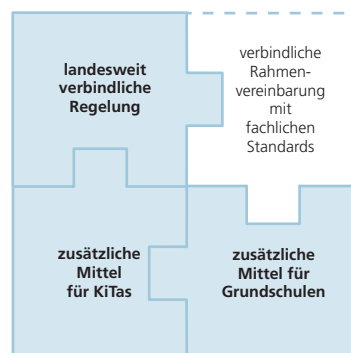 landesweit
verbindliche
Regelung
verbindliche
Rahmen-
vereinbarung
mit
fachlichen
Standards
zusätzliche
Mittel
für KiTas
zusätzliche
Mittel für
Grundschulen